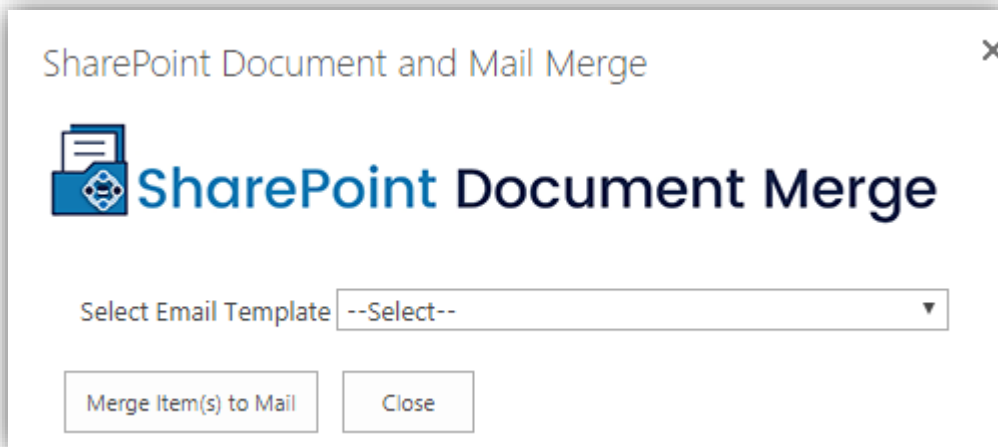 SharePoint Document and Mail Merge
SharePoint Document Merge
Select Email Template --Select--
Merge Item(s) to Mail Close